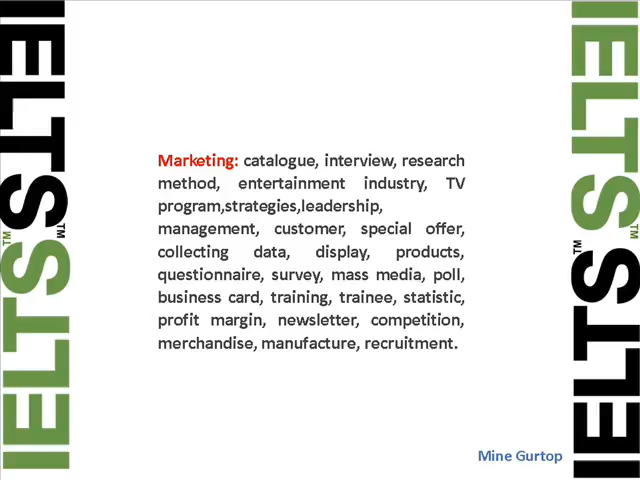 IELTS™
IELTS™
Marketing: catalogue, interview, research
method, entertainment industry, TV
program,strategies,leadership,
management, customer, special offer,
collecting data, display, products,
questionnaire, survey, mass media, poll,
business card, training, trainee, statistic,
profit margin, newsletter, competition,
merchandise, manufacture, recruitment.
Mine Gurtop
IELTS™
IELTS™